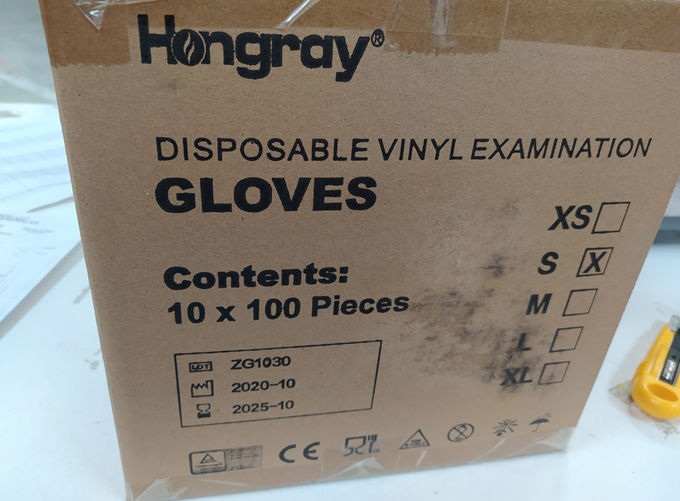 Hongray®
DISPOSABLE VINYL EXAMINATION
GLOVES
XS
S X
Contents:
M
10 x 100 Pieces
L
XL
LOT ZG1030
2020-10
2025-10
CE